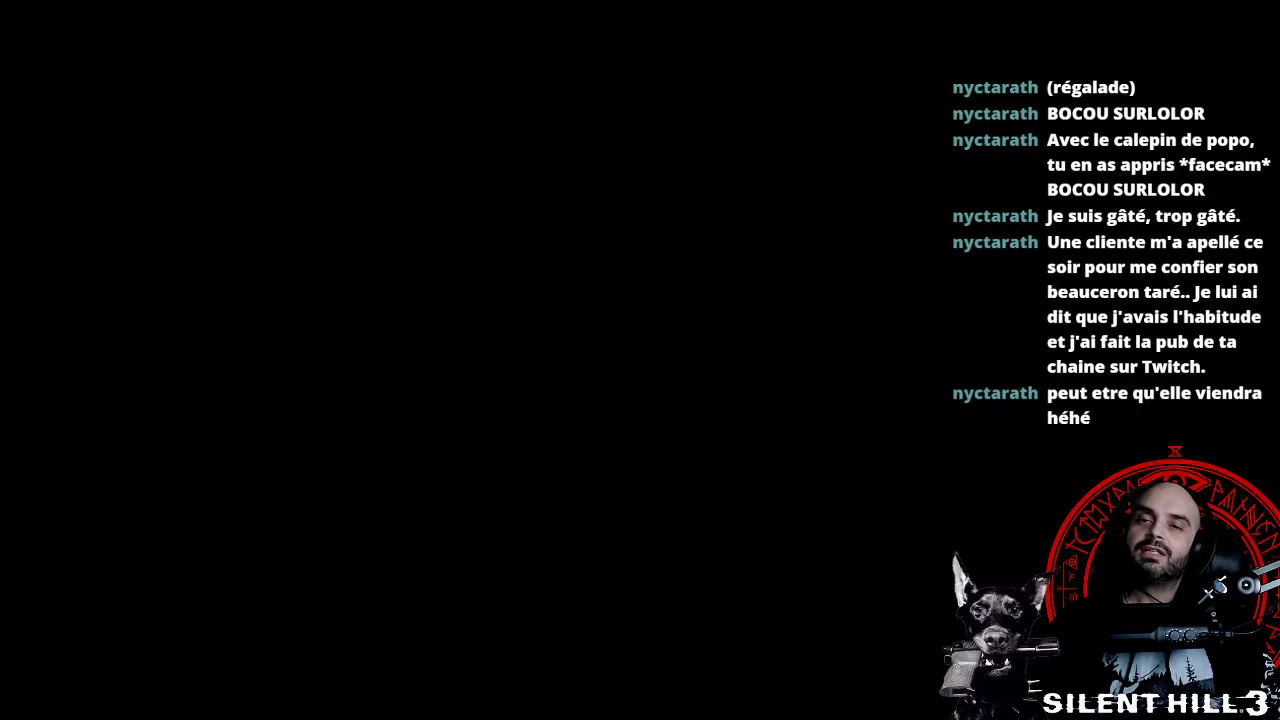 nyctarath (régalade)
nyctarath BOCOU SURLOLOR
nyctarath Avec le calepin de popo,
tu en as appris *facecam*
BOCOU SURLOLOR
nyctarath Je suis gâté, trop gâté.
nyctarath Une cliente m'a apellé ce
soir pour me confier son
beauceron taré.. Je lui ai
dit que j'avais l'habitude
et j'ai fait la pub de ta
chaine sur Twitch.
nyctarath peut etre qu'elle viendra
héhé
SILENT HILL 3